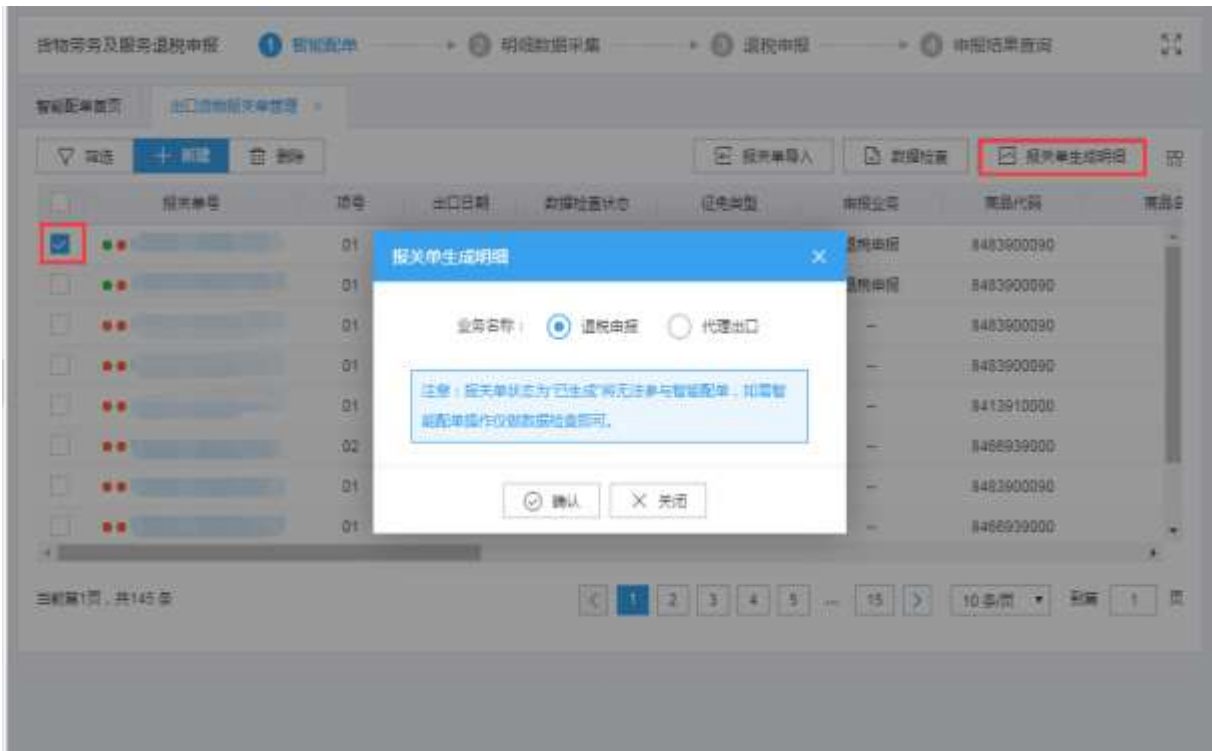 货物劳务及服务退税申报 1 智能配单 2 明细数据采集 3 退税申报 4 申报结果查询
智能配单首页 出口货物报关单管理 ×
筛选 新建 删除 报关单导入 数据检查 报关单生成明细
报关单号 项号 出口日期 数据检查状态 征免类型 申报业务 商品代码 商品名
01 退税申报 8483900090
01 退税申报 8483900090
01 -- 8483900090
01 -- 8483900090
01 -- 8413910000
02 -- 8466939000
01 -- 8483900090
01 -- 8466939000
报关单生成明细
业务名称: 退税申报 代理出口
注意:报关单状态为“已生成”将无法参与智能配单,如需智
能配单操作仅做数据检查即可。
确认 关闭
当前第1页,共145条 < 1 2 3 4 5 ... 15 > 10 条/页 到第 1 页